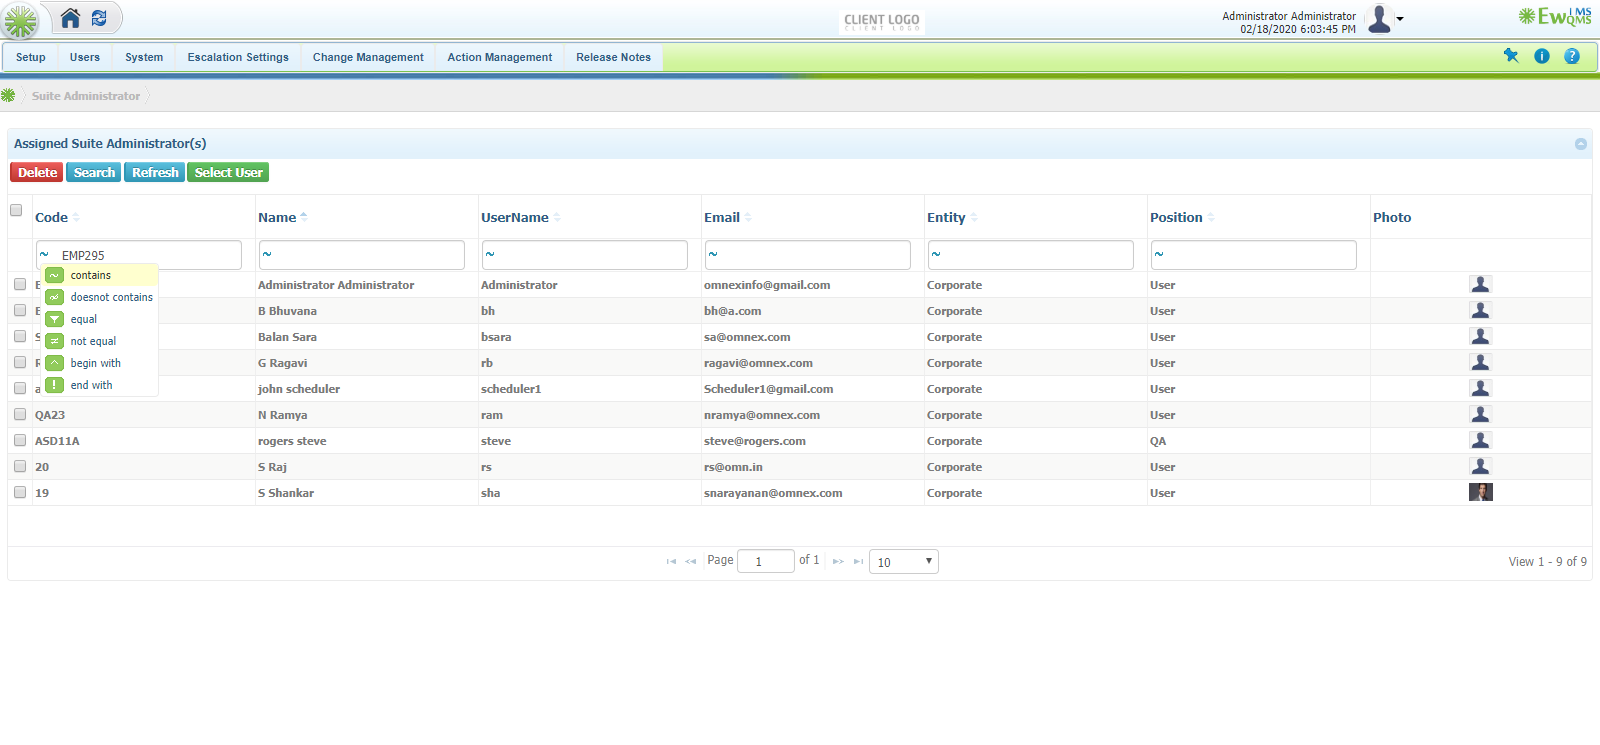 CLIENT LOGO
CLIENT LOGO
Administrator Administrator
02/18/2020 6:03:45 PM
EwQMS
IMS
Setup Users System Escalation Settings Change Management Action Management Release Notes
Suite Administrator
Assigned Suite Administrator(s)
Delete Search Refresh Select User
Code Name UserName Email Entity Position Photo
~ EMP295 ~ ~ ~ ~ ~
contains
doesnot contains
equal
not equal
begin with
end with
Administrator Administrator Administrator omnexinfo@gmail.com Corporate User
B Bhuvana bh bh@a.com Corporate User
Balan Sara bsara sa@omnex.com Corporate User
G Ragavi rb ragavi@omnex.com Corporate User
john scheduler scheduler1 Scheduler1@gmail.com Corporate User
QA23 N Ramya ram nramya@omnex.com Corporate User
ASD11A rogers steve steve steve@rogers.com Corporate QA
20 S Raj rs rs@omn.in Corporate User
19 S Shankar sha snarayanan@omnex.com Corporate User
Page 1 of 1 10 View 1 - 9 of 9